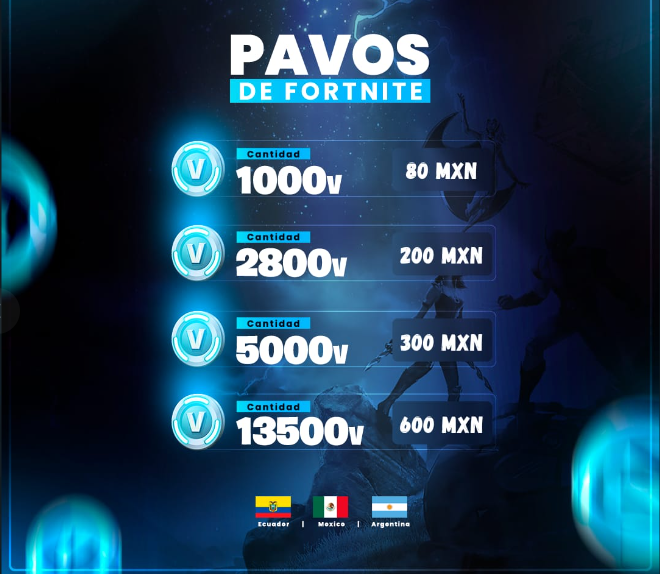 PAVOS
DE FORTNITE
V
Cantidad
1000V
80 MXN
V
Cantidad
2800V
200 MXN
V
Cantidad
5000V
300 MXN
V
Cantidad
13500V
600 MXN
Ecuador | Mexico | Argentina